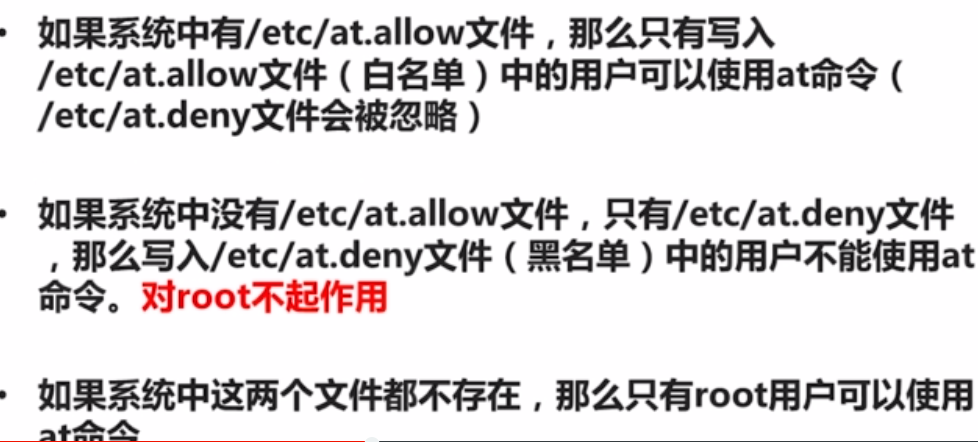 • 如果系统中有/etc/at.allow文件，那么只有写入
/etc/at.allow文件（白名单）中的用户可以使用at命令（
/etc/at.deny文件会被忽略）
• 如果系统中没有/etc/at.allow文件，只有/etc/at.deny文件
，那么写入/etc/at.deny文件（黑名单）中的用户不能使用at
命令。对root不起作用
• 如果系统中这两个文件都不存在，那么只有root用户可以使用
at命令